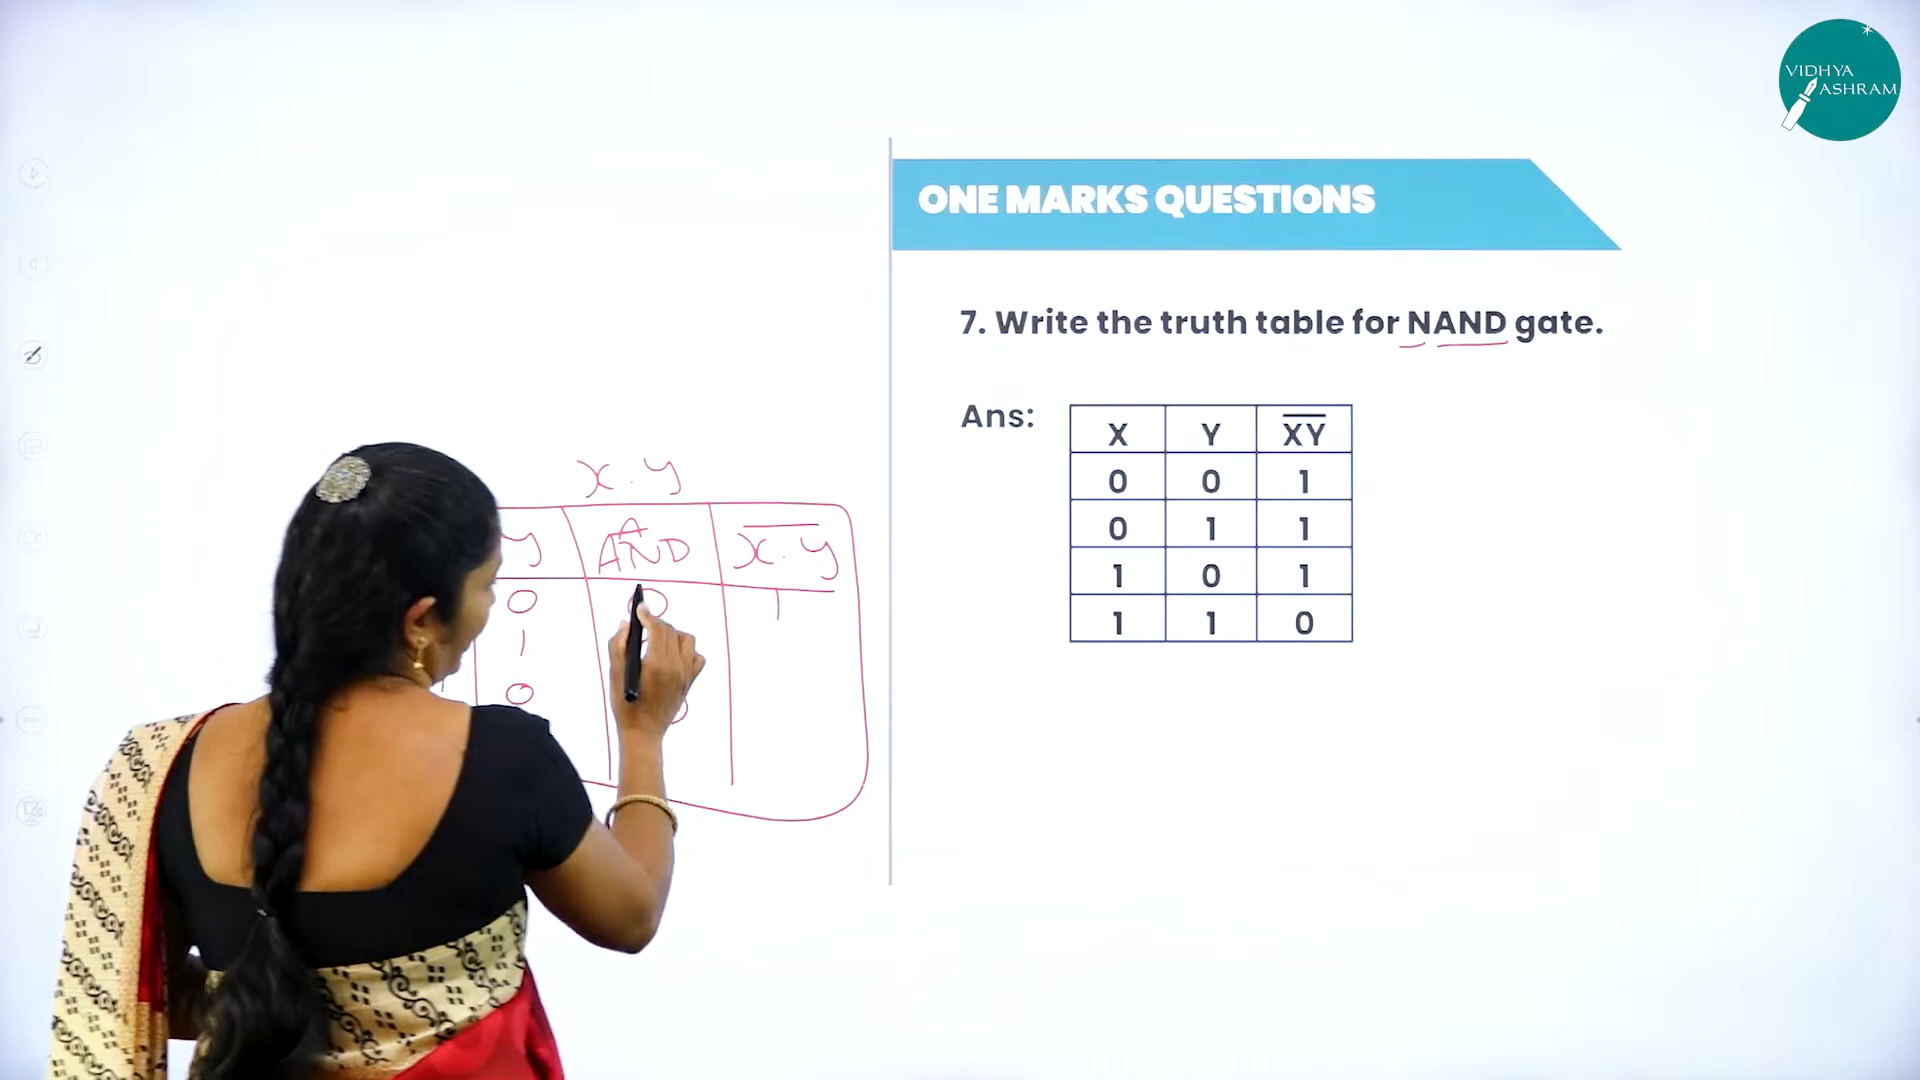 VIDHYA
ASHRAM
ONE MARKS QUESTIONS
7. Write the truth table for NAND gate.
Ans:
X Y XY
0 0 1
0 1 1
1 0 1
1 1 0
x . y
y AND x . y
0 0 1
1
0